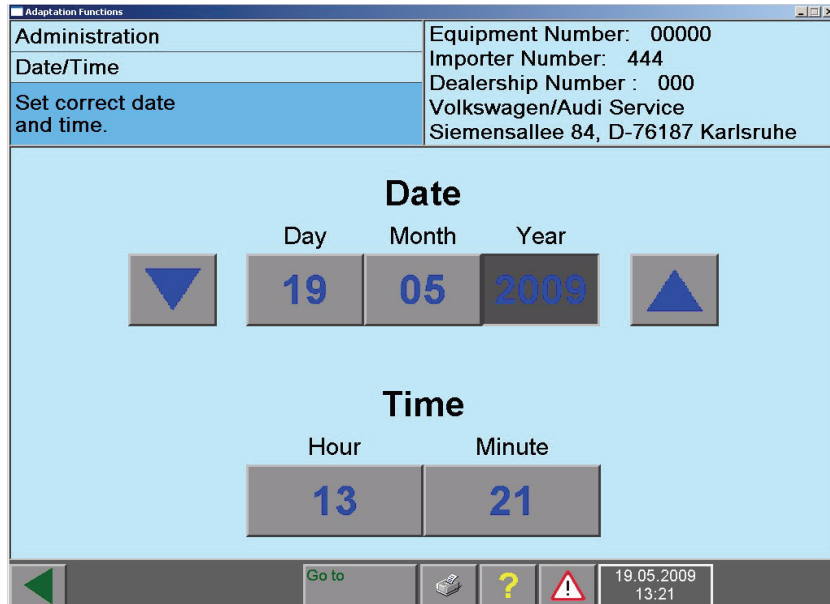 Adaptation Functions
Administration
Date/Time
Set correct date
and time.
Equipment Number: 00000
Importer Number: 444
Dealership Number : 000
Volkswagen/Audi Service
Siemensallee 84, D-76187 Karlsruhe
Date
Day Month Year
19 05 2009
Time
Hour Minute
13 21
Go to
?
19.05.2009
13:21